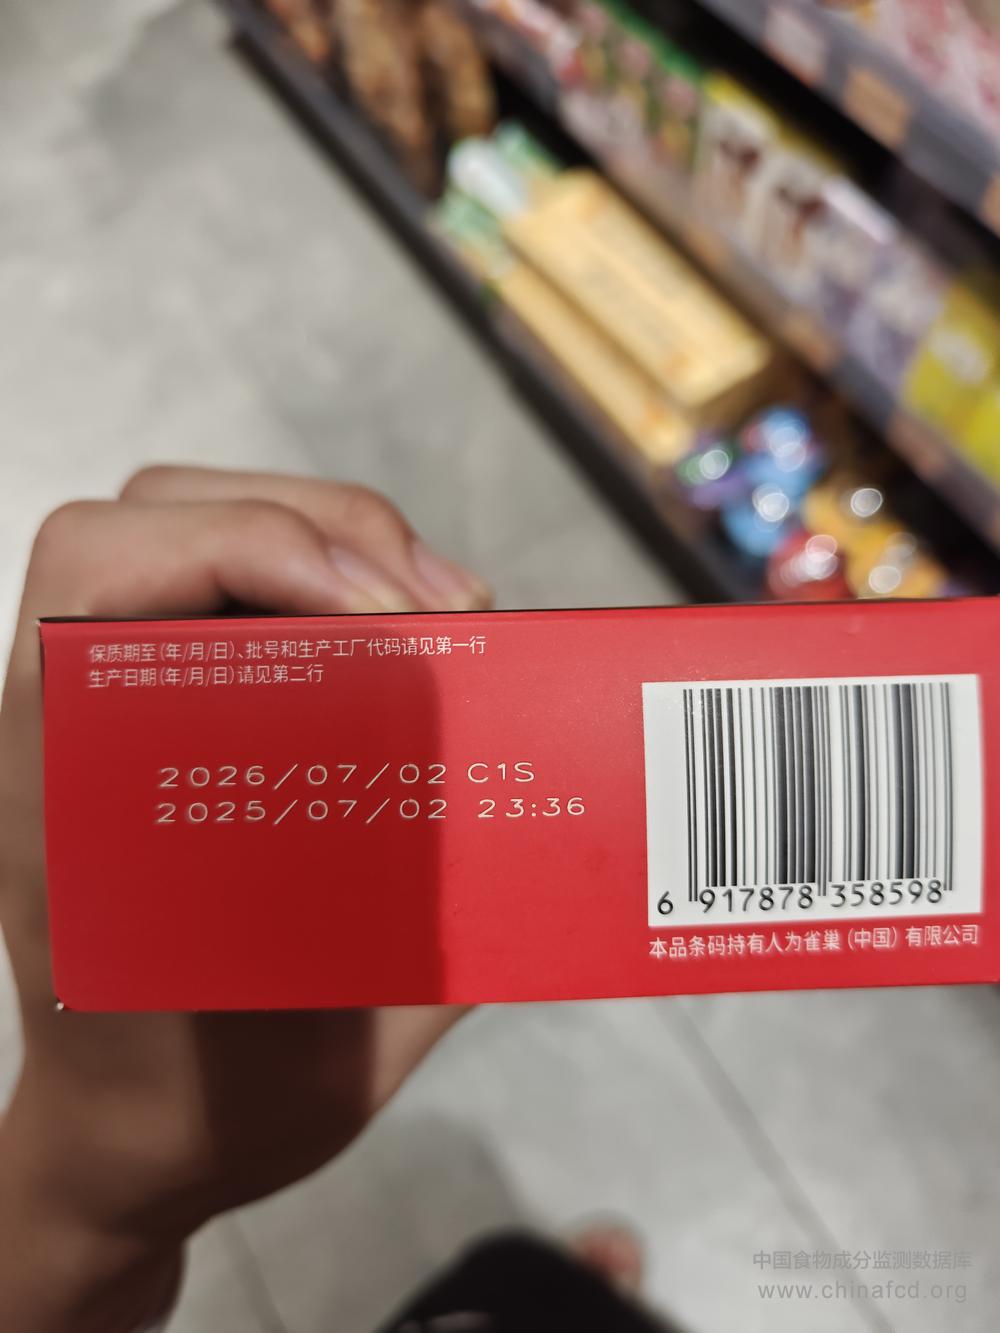 保质期至(年/月/日)、批号和生产工厂代码请见第一行
生产日期(年/月/日)请见第二行
2026/07/02 C1S
2025/07/02 23:36
6 917878 358598
本品条码持有人为雀巢(中国)有限公司
中国食物成分监测数据库
www.chinafcd.org